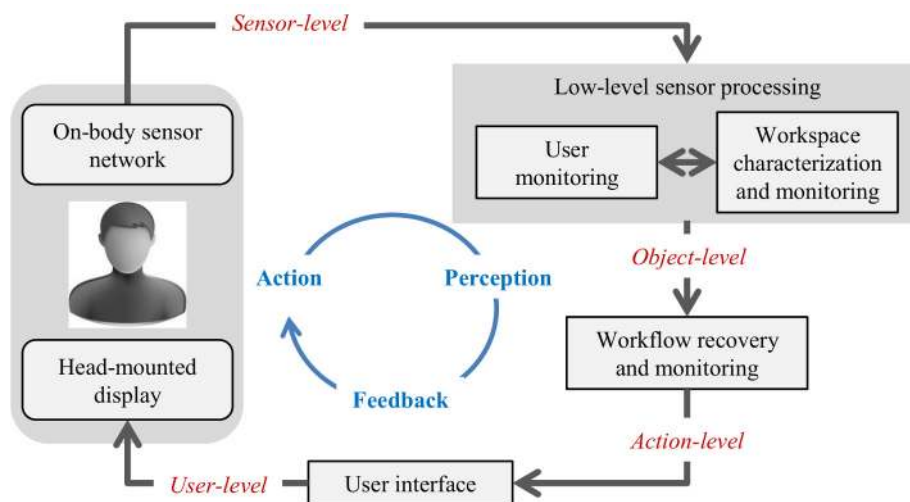 Sensor-level
Low-level sensor processing
On-body sensor
network
User
monitoring
Workspace
characterization
and monitoring
Action
Perception
Feedback
Object-level
Workflow recovery
and monitoring
Head-mounted
display
Action-level
User-level
User interface